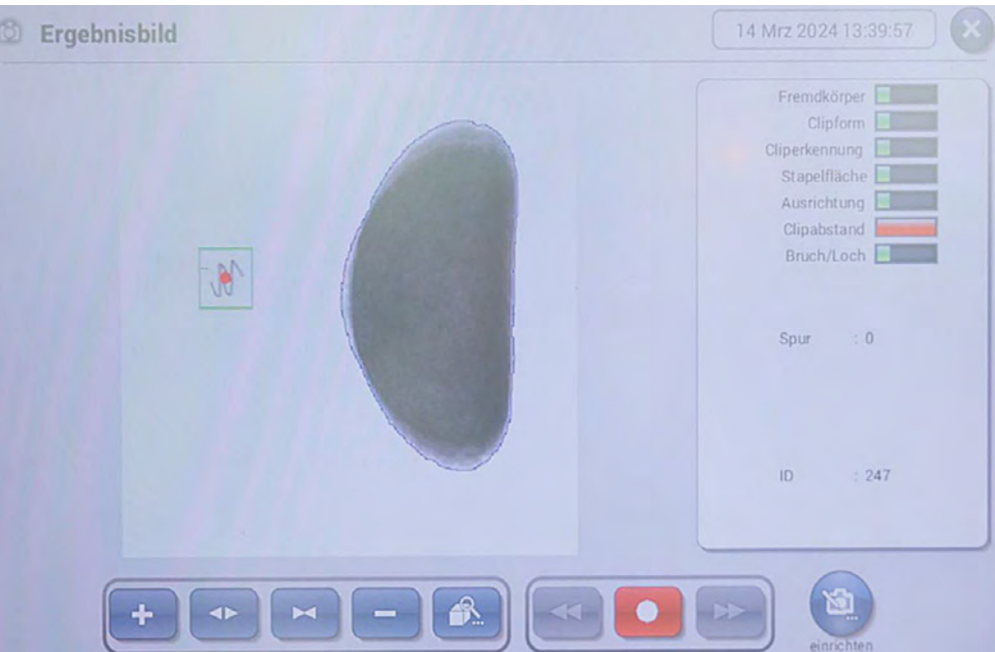 Ergebnisbild
14 Mrz 2024 13:39:57
Fremdkörper
Clipform
Cliperkennung
Stapelfläche
Ausrichtung
Clipabstand
Bruch/Loch
Spur : 0
ID : 247
einrichten